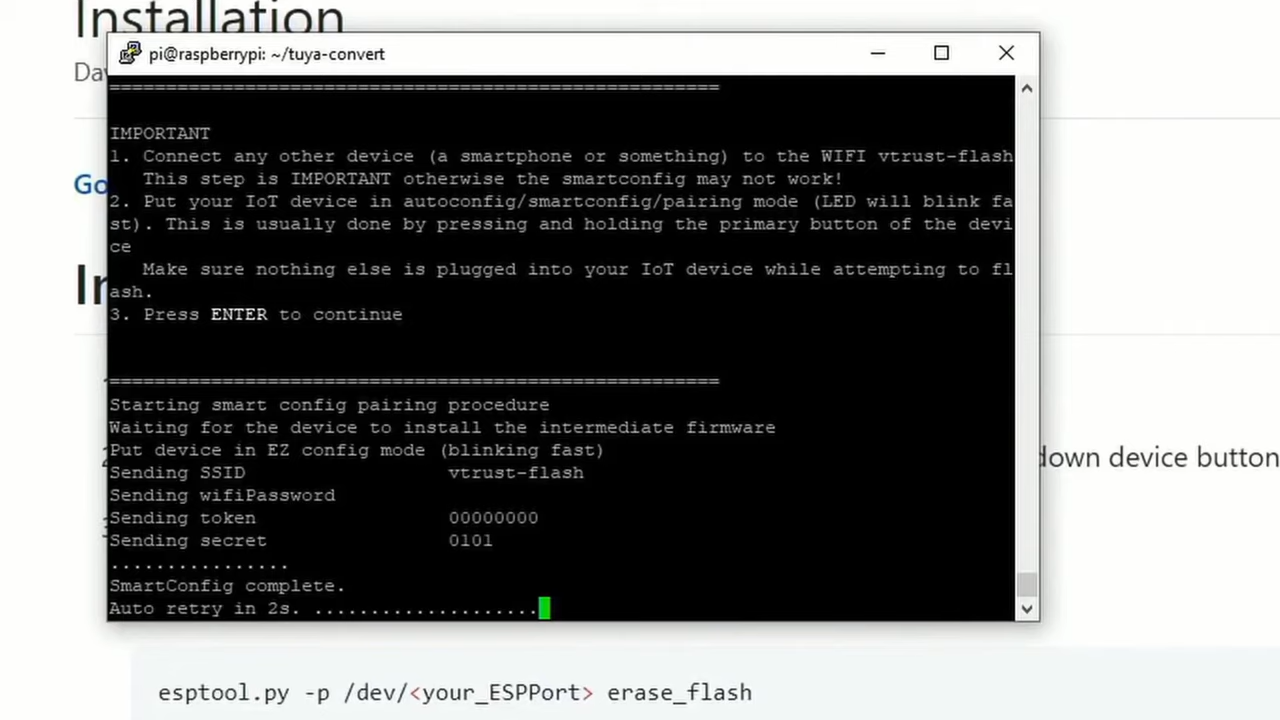 Installation
pi@raspberrypi: ~/tuya-convert
Da
======================================================
IMPORTANT
1. Connect any other device (a smartphone or something) to the WIFI vtrust-flash
This step is IMPORTANT otherwise the smartconfig may not work!
Go
2. Put your IoT device in autoconfig/smartconfig/pairing mode (LED will blink fa
st). This is usually done by pressing and holding the primary button of the devi
ce
Make sure nothing else is plugged into your IoT device while attempting to fl
In
ash.
3. Press ENTER to continue
======================================================
Starting smart config pairing procedure
Waiting for the device to install the intermediate firmware
Put device in EZ config mode (blinking fast)
down device button
Sending SSID vtrust-flash
Sending wifiPassword
Sending token 00000000
Sending secret 0101
................
SmartConfig complete.
Auto retry in 2s. ....................
esptool.py -p /dev/<your_ESPPort> erase_flash